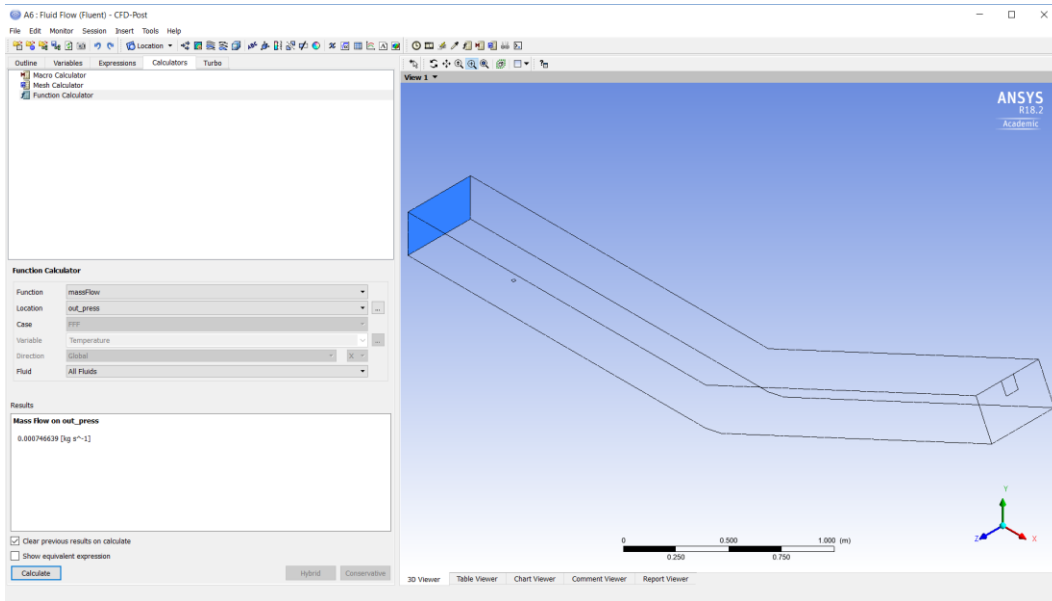 A6 : Fluid Flow (Fluent) - CFD-Post
File Edit Monitor Session Insert Tools Help
Location
Outline Variables Expressions Calculators Turbo
Macro Calculator
Mesh Calculator
Function Calculator
Function Calculator
Function massFlow
Location out_press ...
Case FFF
Variable Temperature ...
Direction Global X
Fluid All Fluids
Results
Mass Flow on out_press
0.000746639 [kg s^-1]
Clear previous results on calculate
Show equivalent expression
Calculate Hybrid Conservative
View 1
ANSYS
R18.2
Academic
Y
Z X
0 0.500 1.000 (m)
0.250 0.750
3D Viewer Table Viewer Chart Viewer Comment Viewer Report Viewer